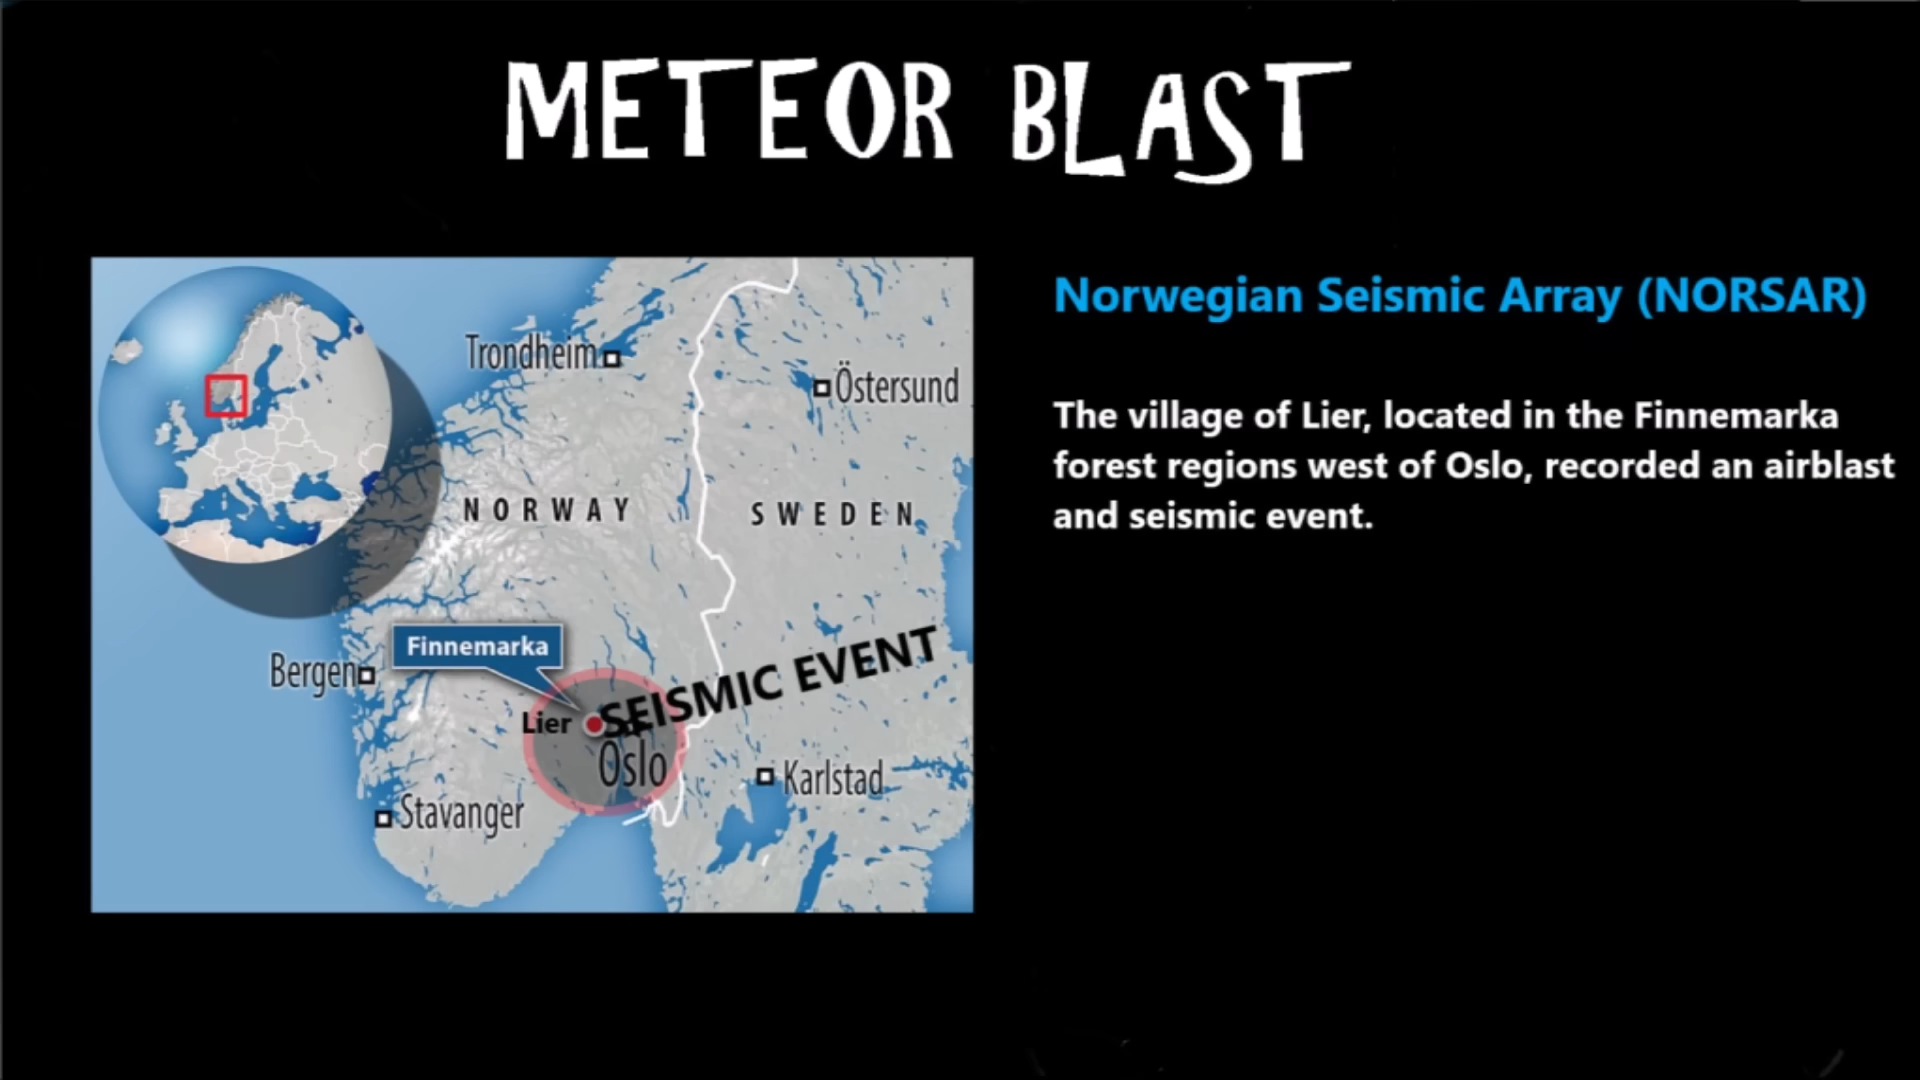 METEOR BLAST
Norwegian Seismic Array (NORSAR)
The village of Lier, located in the Finnemarka
forest regions west of Oslo, recorded an airblast
and seismic event.
Trondheim
Östersund
NORWAY
SWEDEN
Finnemarka
Bergen
SEISMIC EVENT
Lier
Oslo
Karlstad
Stavanger